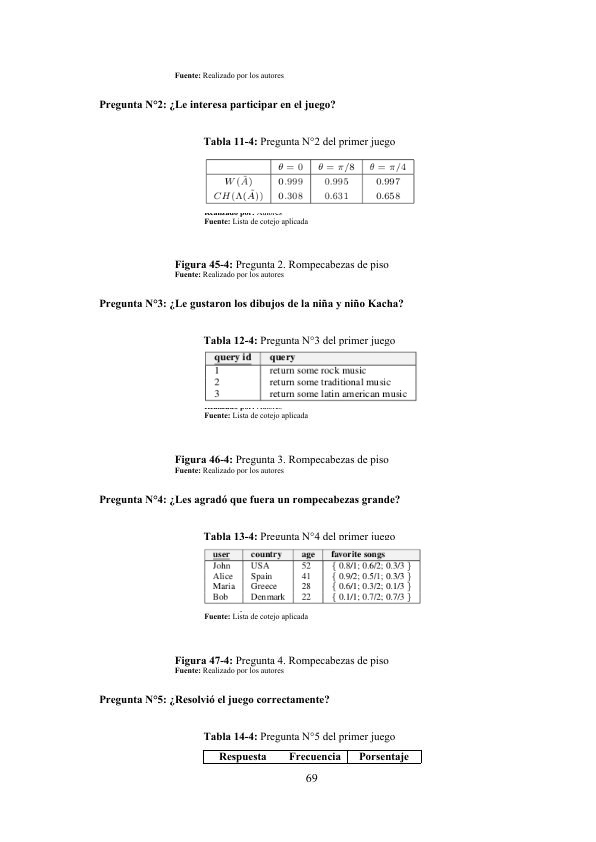 Fuente: Realizado por los autores
Pregunta N°2: ¿Le interesa participar en el juego?
Tabla 11-4: Pregunta N°2 del primer juego
θ = 0 θ = π/8 θ = π/4
W(Ã) 0.999 0.995 0.997
CH(Λ(Ã)) 0.308 0.631 0.658
Realizado por: Autores
Fuente: Lista de cotejo aplicada
Figura 45-4: Pregunta 2. Rompecabezas de piso
Fuente: Realizado por los autores
Pregunta N°3: ¿Le gustaron los dibujos de la niña y niño Kacha?
Tabla 12-4: Pregunta N°3 del primer juego
query id query
1 return some rock music
2 return some traditional music
3 return some latin american music
Fuente: Lista de cotejo aplicada
Figura 46-4: Pregunta 3. Rompecabezas de piso
Fuente: Realizado por los autores
Pregunta N°4: ¿Les agradó que fuera un rompecabezas grande?
Tabla 13-4: Pregunta N°4 del primer juego
user country age favorite songs
John USA 52 { 0.8/1; 0.6/2; 0.3/3 }
Alice Spain 41 { 0.9/2; 0.5/1; 0.3/3 }
Maria Greece 28 { 0.6/1; 0.3/2; 0.1/3 }
Bob Denmark 22 { 0.1/1; 0.7/2; 0.7/3 }
Fuente: Lista de cotejo aplicada
Figura 47-4: Pregunta 4. Rompecabezas de piso
Fuente: Realizado por los autores
Pregunta N°5: ¿Resolvió el juego correctamente?
Tabla 14-4: Pregunta N°5 del primer juego
Respuesta Frecuencia Porsentaje
69